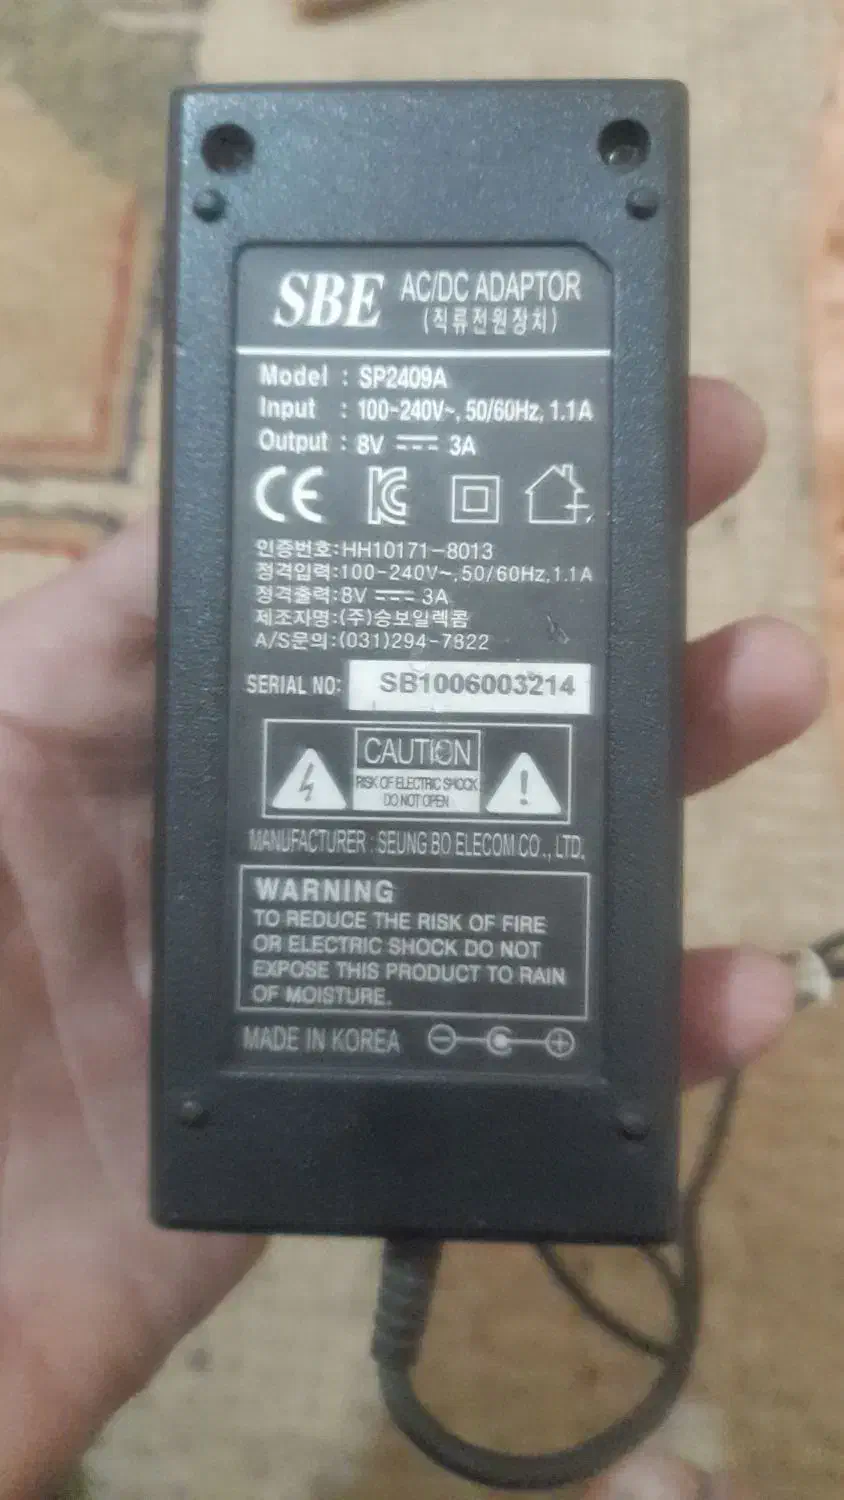 SBE AC/DC ADAPTOR
(직류전원장치)
Model : SP2409A
Input : 100-240V~, 50/60Hz, 1.1A
Output : 8V ⎓ 3A
CE KC
인증번호:HH10171-8013
정격입력:100-240V~, 50/60Hz,1.1A
정격출력:8V ⎓ 3A
제조자명:(주)승보일렉콤
A/S문의:(031)294-7822
SERIAL NO: SB1006003214
CAUTION
RISK OF ELECTRIC SHOCK
DO NOT OPEN
MANUFACTURER : SEUNG BO ELECOM CO., LTD.
WARNING
TO REDUCE THE RISK OF FIRE
OR ELECTRIC SHOCK DO NOT
EXPOSE THIS PRODUCT TO RAIN
OF MOISTURE.
MADE IN KOREA